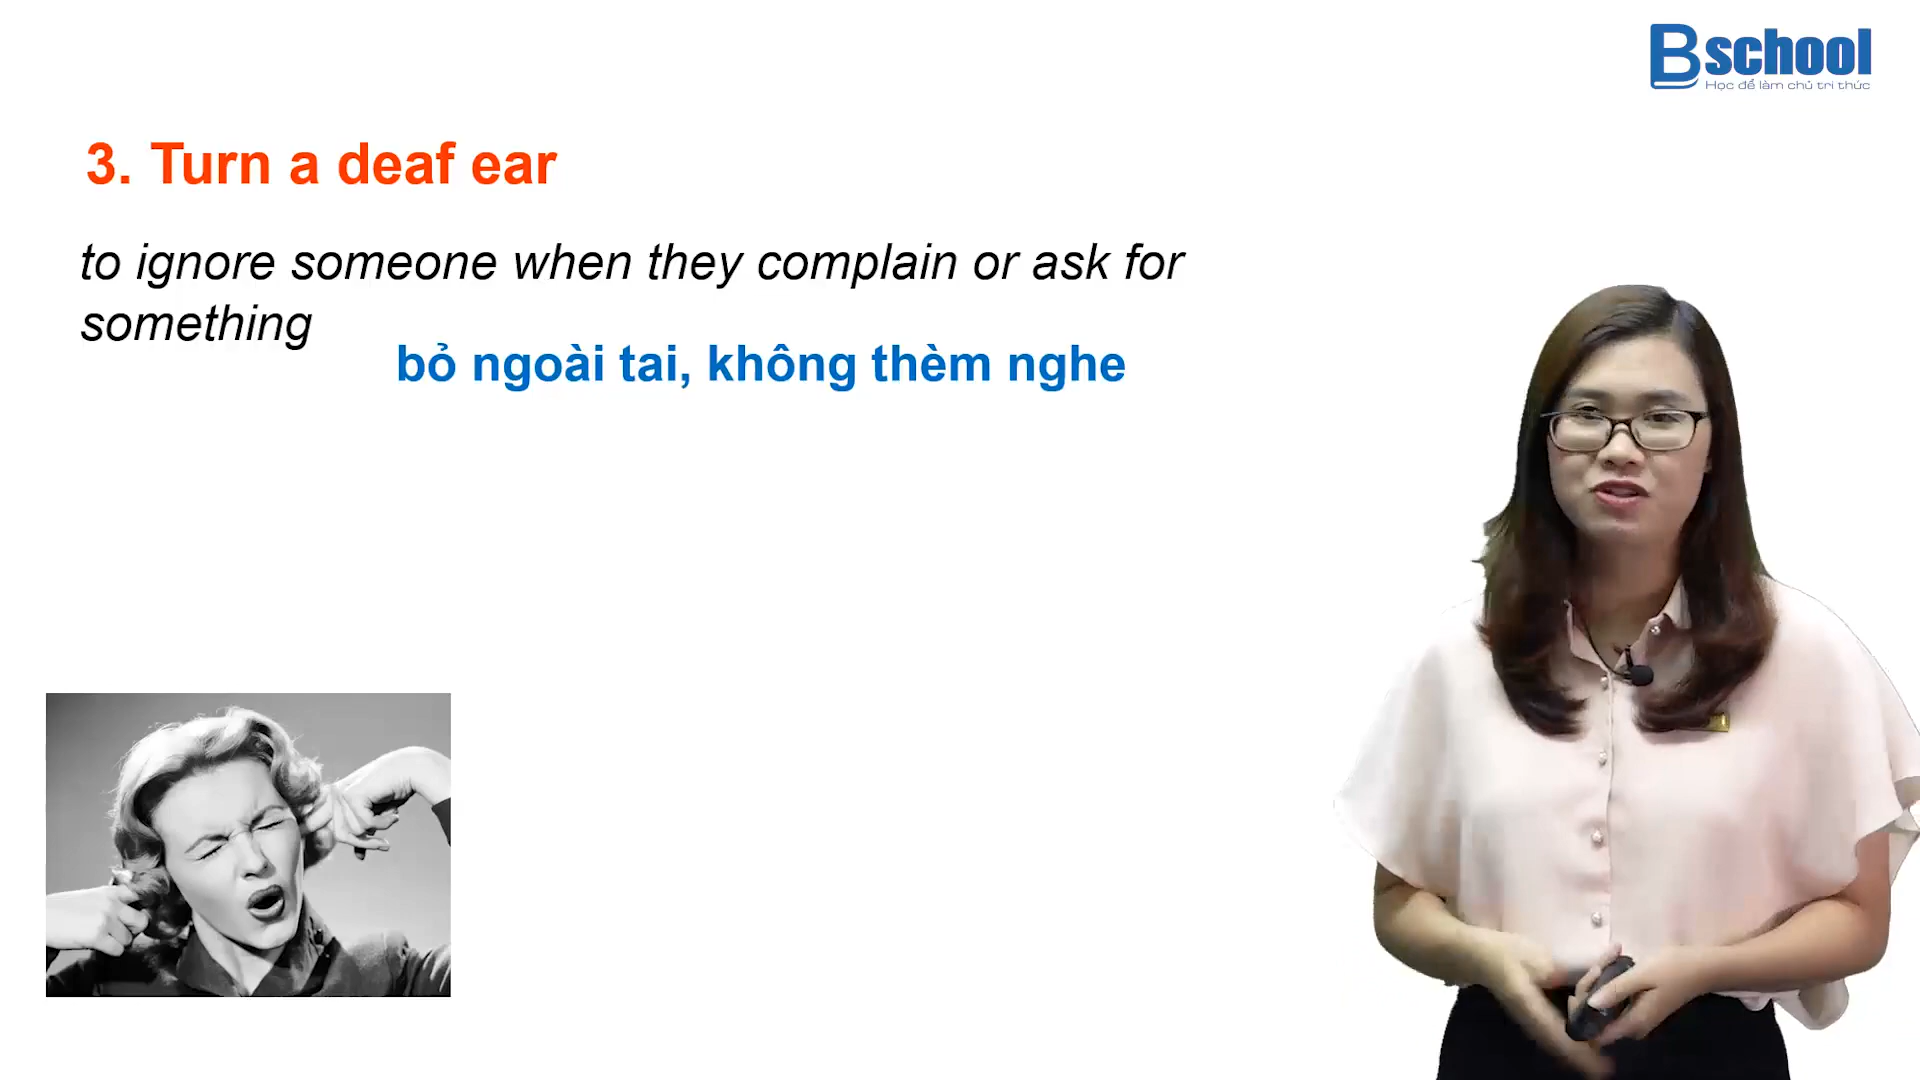 Bschool
Học để làm chủ tri thức
3. Turn a deaf ear
to ignore someone when they complain or ask for
something
bỏ ngoài tai, không thèm nghe